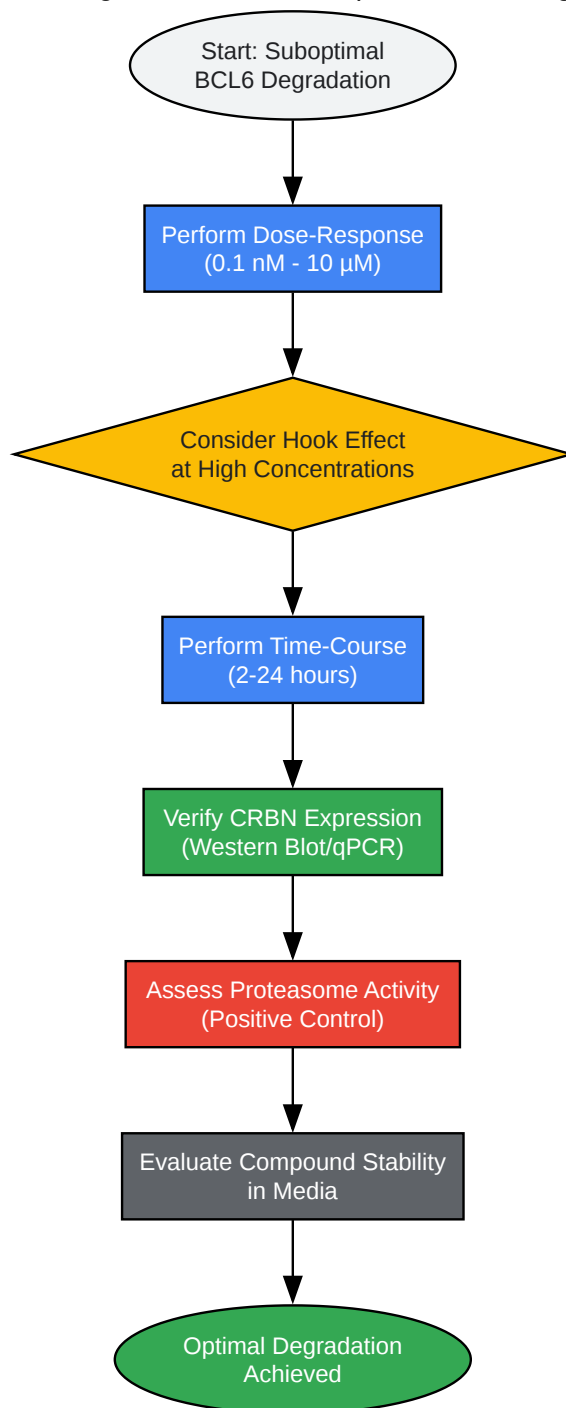 Start: Suboptimal
BCL6 Degradation
Perform Dose-Response
(0.1 nM - 10 µM)
Consider Hook Effect
at High Concentrations
Perform Time-Course
(2-24 hours)
Verify CRBN Expression
(Western Blot/qPCR)
Assess Proteasome Activity
(Positive Control)
Evaluate Compound Stability
in Media
Optimal Degradation
Achieved